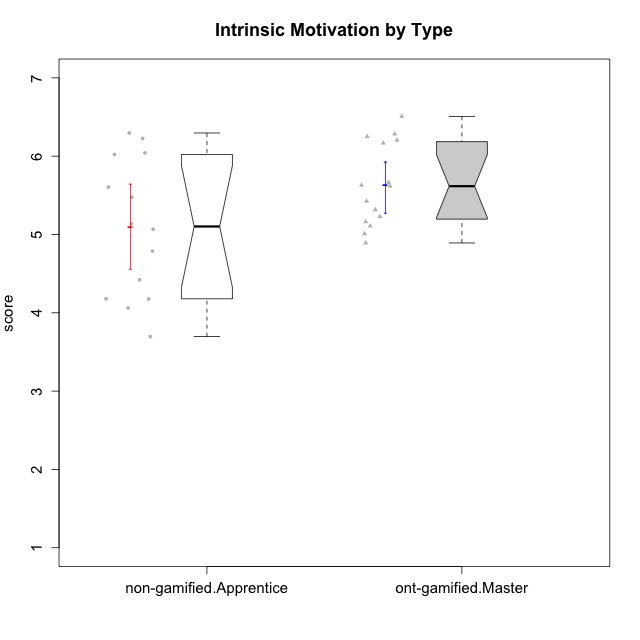 Intrinsic Motivation by Type
7
6
5
4
3
2
1
score
non-gamified.Apprentice
ont-gamified.Master